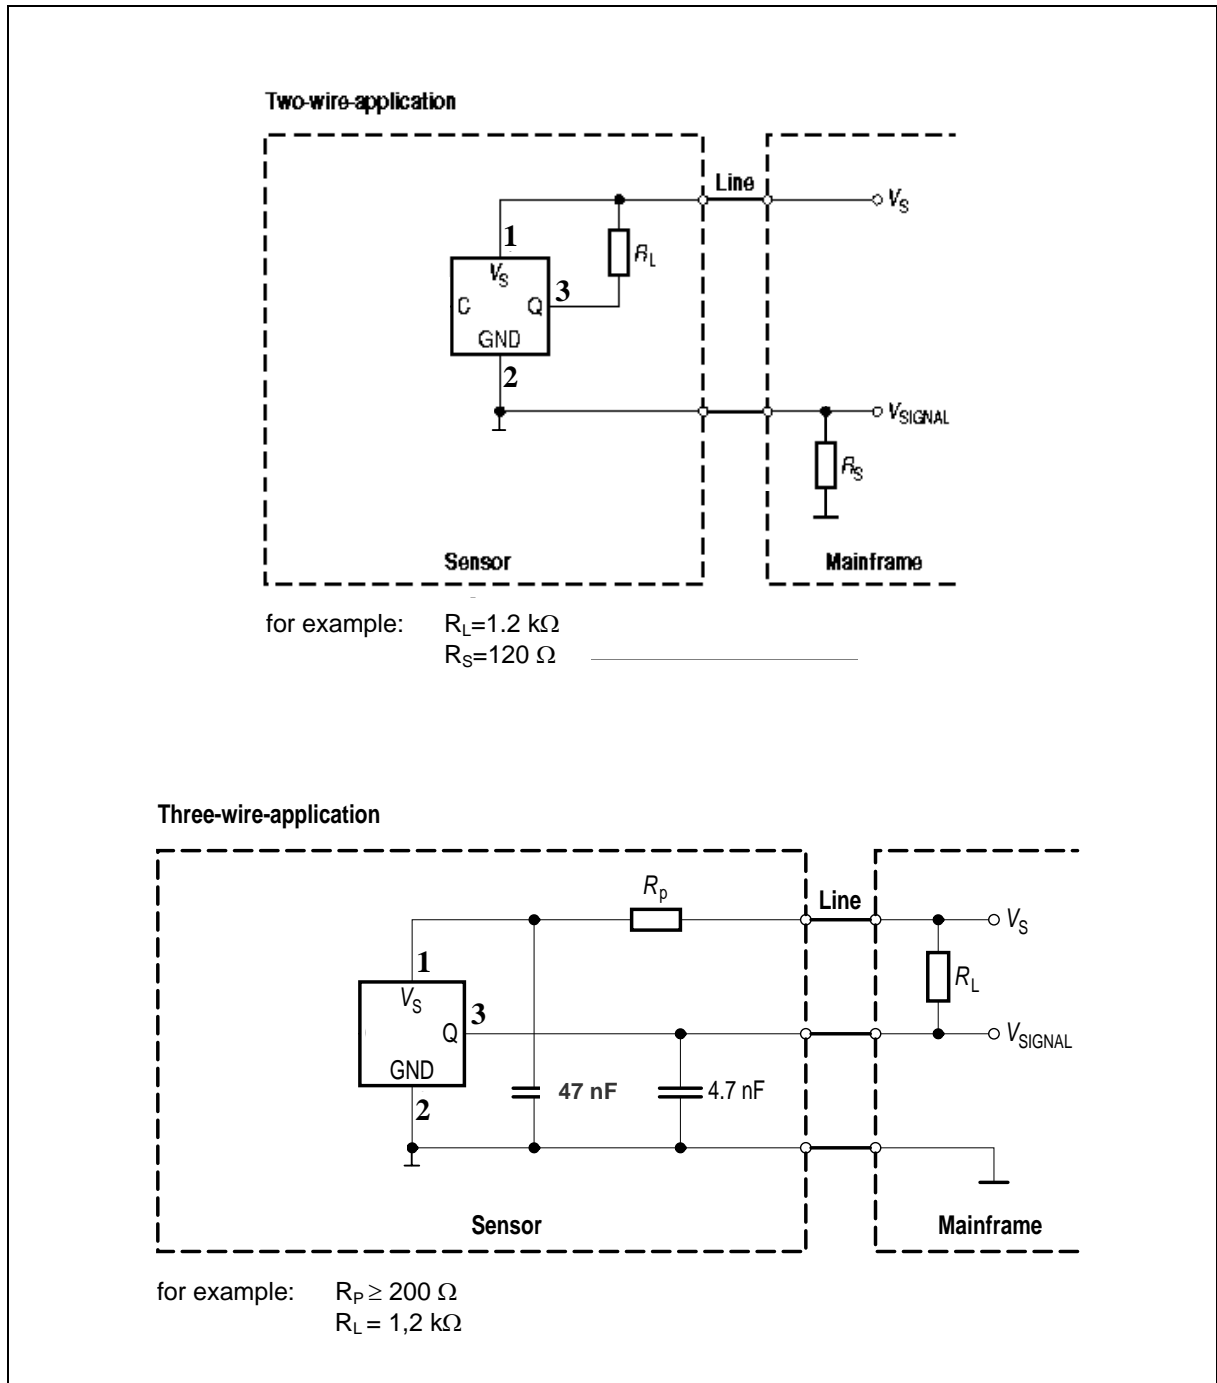 Two-wire-application
Line
V_S
1
R_L
V_S
3
C Q
GND
2
V_SIGNAL
R_S
Sensor
Mainframe
for example: R_L=1.2 kΩ
R_S=120 Ω
Three-wire-application
R_p
Line
V_S
1
R_L
V_S
3
Q
V_SIGNAL
GND
47 nF
4.7 nF
2
Sensor
Mainframe
for example: R_P ≥ 200 Ω
R_L = 1,2 kΩ